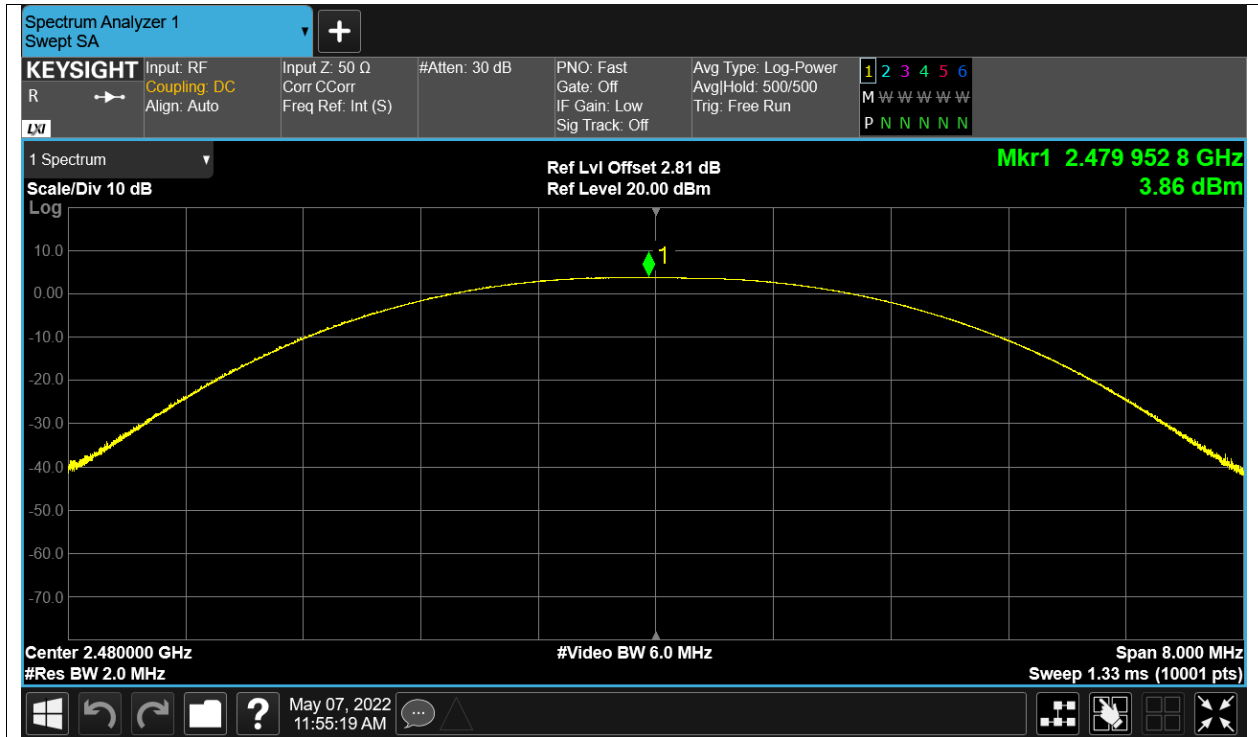 Spectrum Analyzer 1
Swept SA
KEYSIGHT
R
LXI
Input: RF
Coupling: DC
Align: Auto
Input Z: 50 Ω
Corr CCorr
Freq Ref: Int (S)
#Atten: 30 dB
PNO: Fast
Gate: Off
IF Gain: Low
Sig Track: Off
Avg Type: Log-Power
Avg|Hold: 500/500
Trig: Free Run
1 2 3 4 5 6
M W W W W W
P N N N N N
1 Spectrum
Scale/Div 10 dB
Log
Ref Lvl Offset 2.81 dB
Ref Level 20.00 dBm
Mkr1 2.479 952 8 GHz
3.86 dBm
1
10.0
0.00
-10.0
-20.0
-30.0
-40.0
-50.0
-60.0
-70.0
Center 2.480000 GHz
#Res BW 2.0 MHz
#Video BW 6.0 MHz
Span 8.000 MHz
Sweep 1.33 ms (10001 pts)
?
May 07, 2022
11:55:19 AM